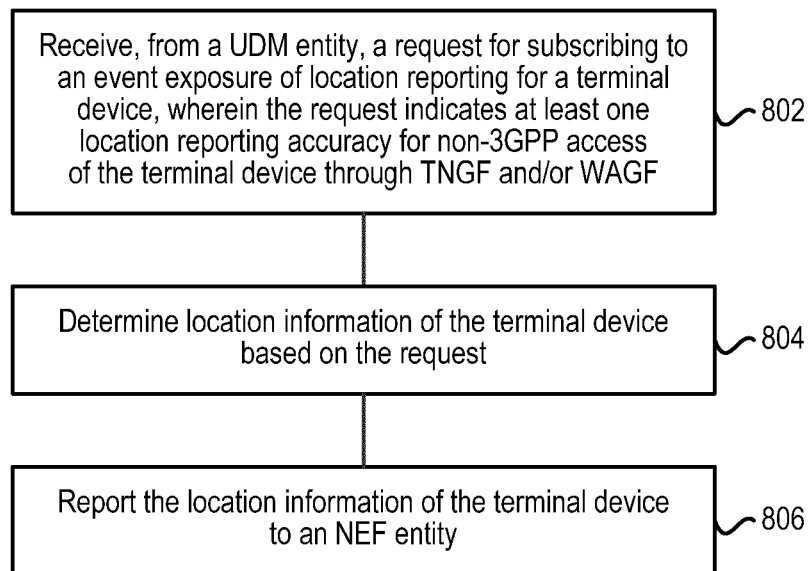 Receive, from a UDM entity, a request for subscribing to
an event exposure of location reporting for a terminal
device, wherein the request indicates at least one
location reporting accuracy for non-3GPP access
of the terminal device through TNGF and/or WAGF
802
Determine location information of the terminal device
based on the request
804
Report the location information of the terminal device
to an NEF entity
806